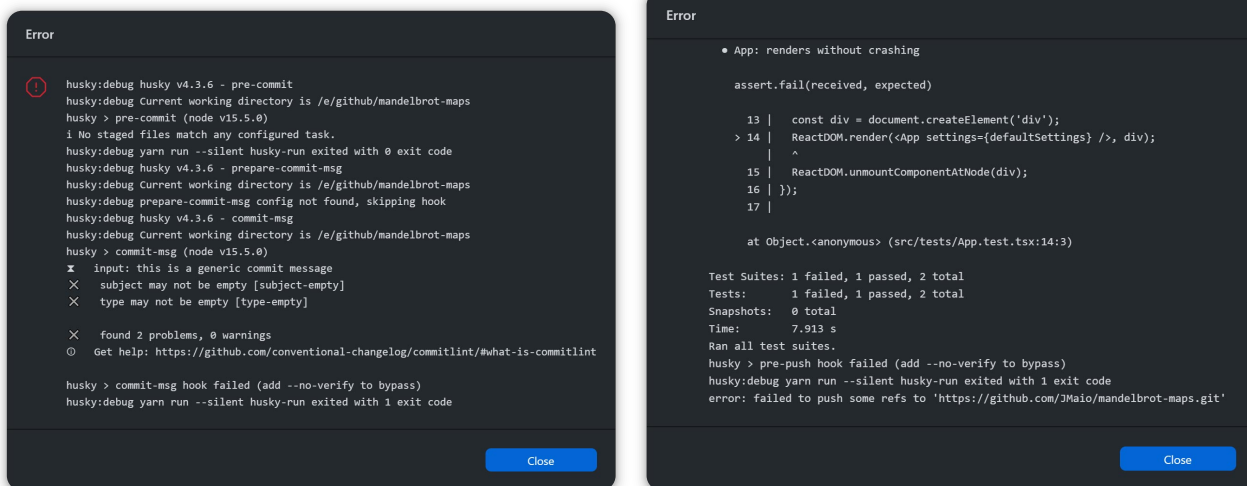 Error
husky:debug husky v4.3.6 - pre-commit
husky:debug Current working directory is /e/github/mandelbrot-maps
husky > pre-commit (node v15.5.0)
i No staged files match any configured task.
husky:debug yarn run --silent husky-run exited with 0 exit code
husky:debug husky v4.3.6 - prepare-commit-msg
husky:debug Current working directory is /e/github/mandelbrot-maps
husky:debug prepare-commit-msg config not found, skipping hook
husky:debug husky v4.3.6 - commit-msg
husky:debug Current working directory is /e/github/mandelbrot-maps
husky > commit-msg (node v15.5.0)
⧗ input: this is a generic commit message
✕ subject may not be empty [subject-empty]
✕ type may not be empty [type-empty]
✕ found 2 problems, 0 warnings
ⓘ Get help: https://github.com/conventional-changelog/commitlint/#what-is-commitlint
husky > commit-msg hook failed (add --no-verify to bypass)
husky:debug yarn run --silent husky-run exited with 1 exit code
Close
Error
● App: renders without crashing
assert.fail(received, expected)
13 | const div = document.createElement('div');
> 14 | ReactDOM.render(<App settings={defaultSettings} />, div);
| ^
15 | ReactDOM.unmountComponentAtNode(div);
16 | });
17 |
at Object.<anonymous> (src/tests/App.test.tsx:14:3)
Test Suites: 1 failed, 1 passed, 2 total
Tests: 1 failed, 1 passed, 2 total
Snapshots: 0 total
Time: 7.913 s
Ran all test suites.
husky > pre-push hook failed (add --no-verify to bypass)
husky:debug yarn run --silent husky-run exited with 1 exit code
error: failed to push some refs to 'https://github.com/JMaio/mandelbrot-maps.git'
Close